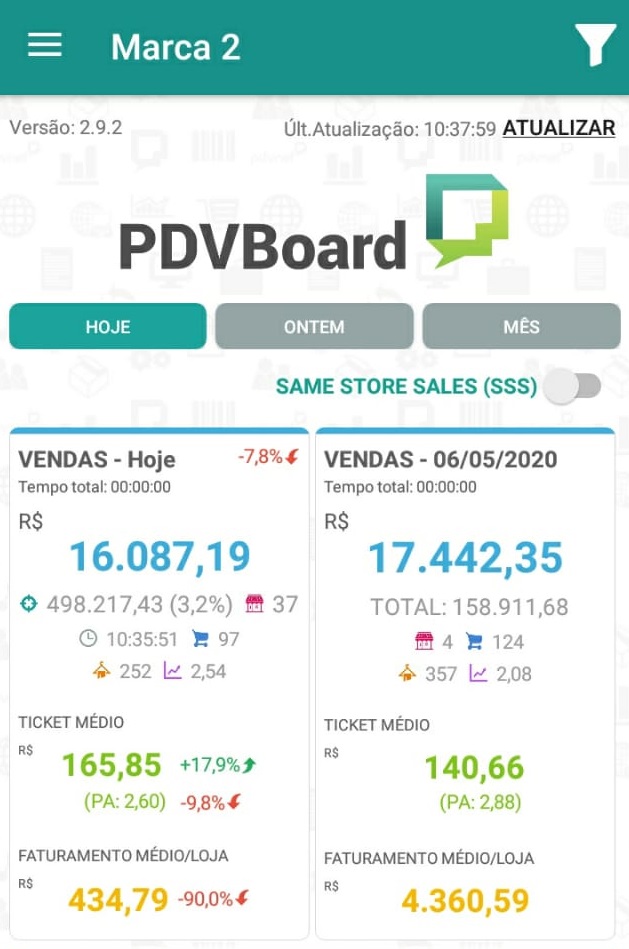 Marca 2
Versão: 2.9.2
Últ.Atualização: 10:37:59 ATUALIZAR
PDVBoard
HOJE
ONTEM
MÊS
SAME STORE SALES (SSS)
VENDAS - Hoje
-7,8%
Tempo total: 00:00:00
R$
16.087,19
498.217,43 (3,2%) 37
10:35:51 97
252 2,54
TICKET MÉDIO
R$
165,85 +17,9%
(PA: 2,60) -9,8%
FATURAMENTO MÉDIO/LOJA
R$
434,79 -90,0%
VENDAS - 06/05/2020
Tempo total: 00:00:00
R$
17.442,35
TOTAL: 158.911,68
4 124
357 2,08
TICKET MÉDIO
R$
140,66
(PA: 2,88)
FATURAMENTO MÉDIO/LOJA
R$
4.360,59